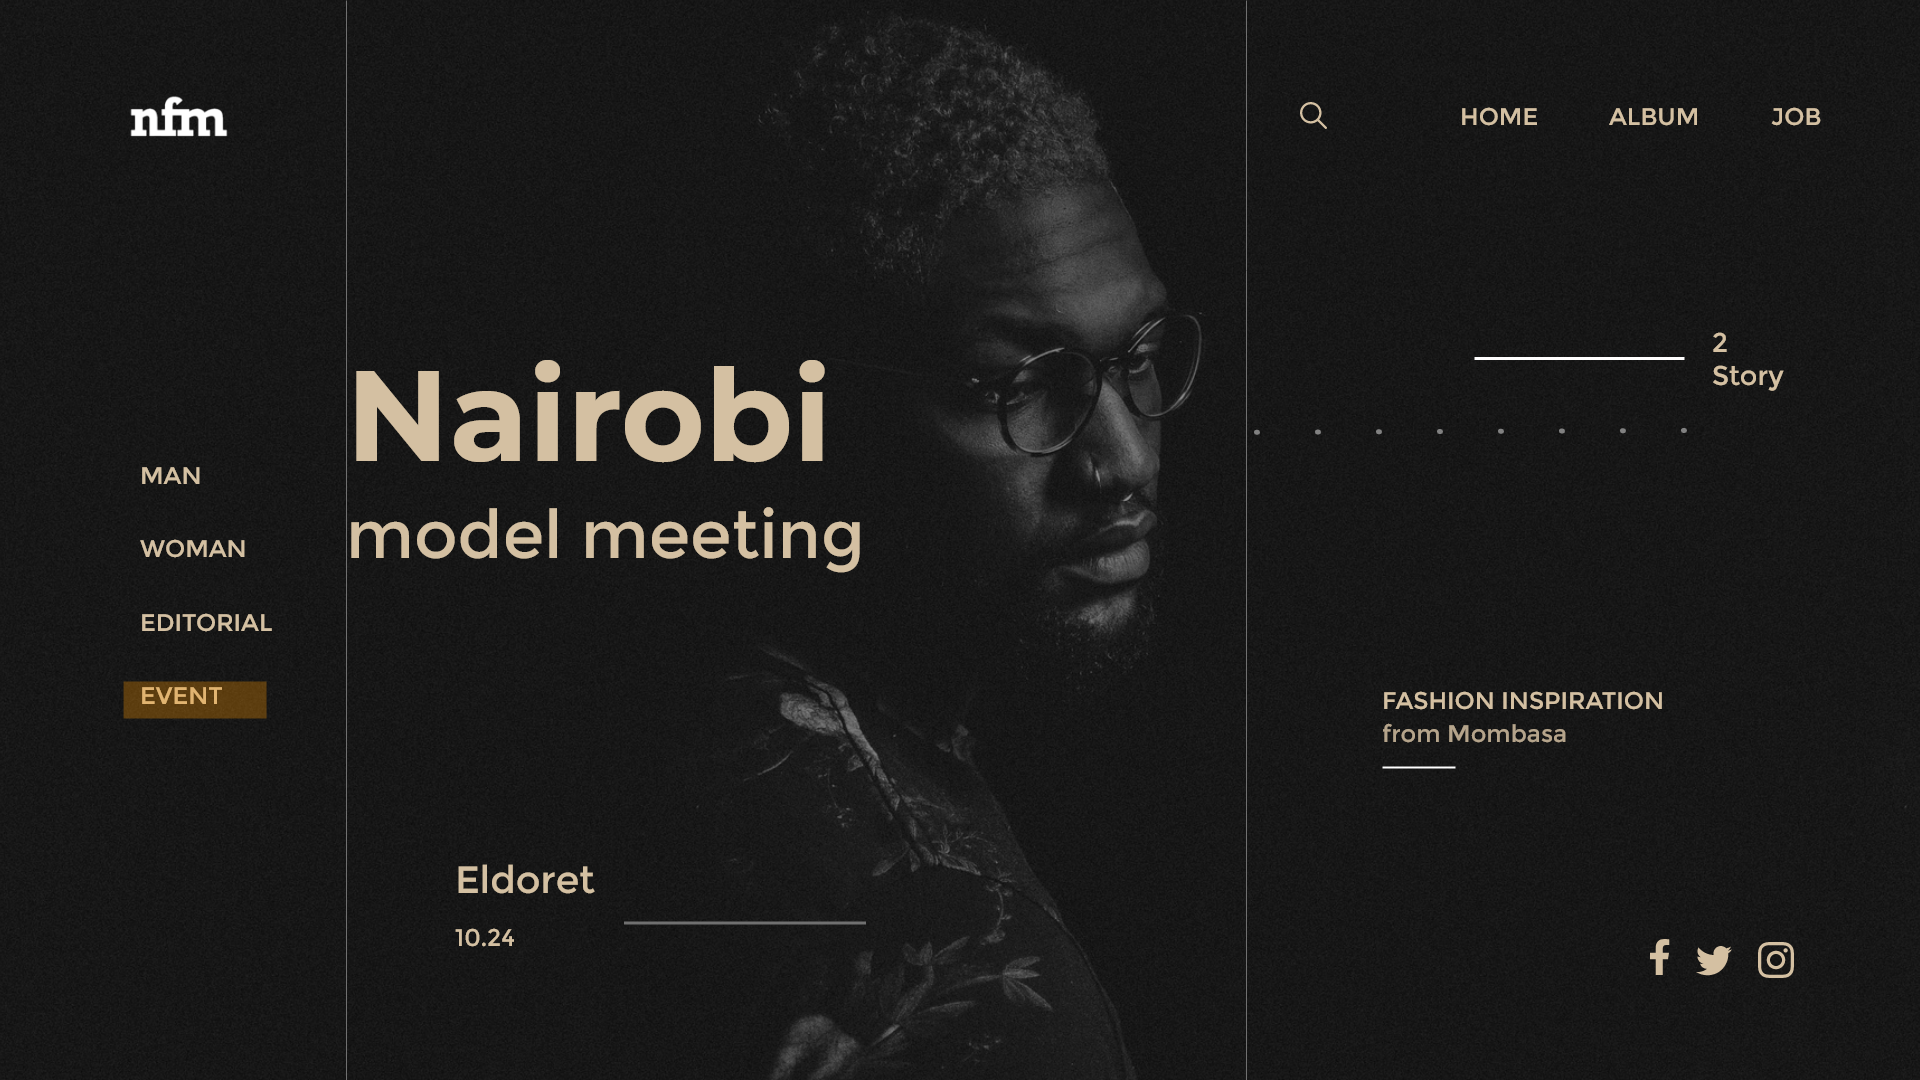 nfm
HOME
ALBUM
JOB
2
Story
Nairobi
model meeting
MAN
WOMAN
EDITORIAL
EVENT
FASHION INSPIRATION
from Mombasa
Eldoret
10.24